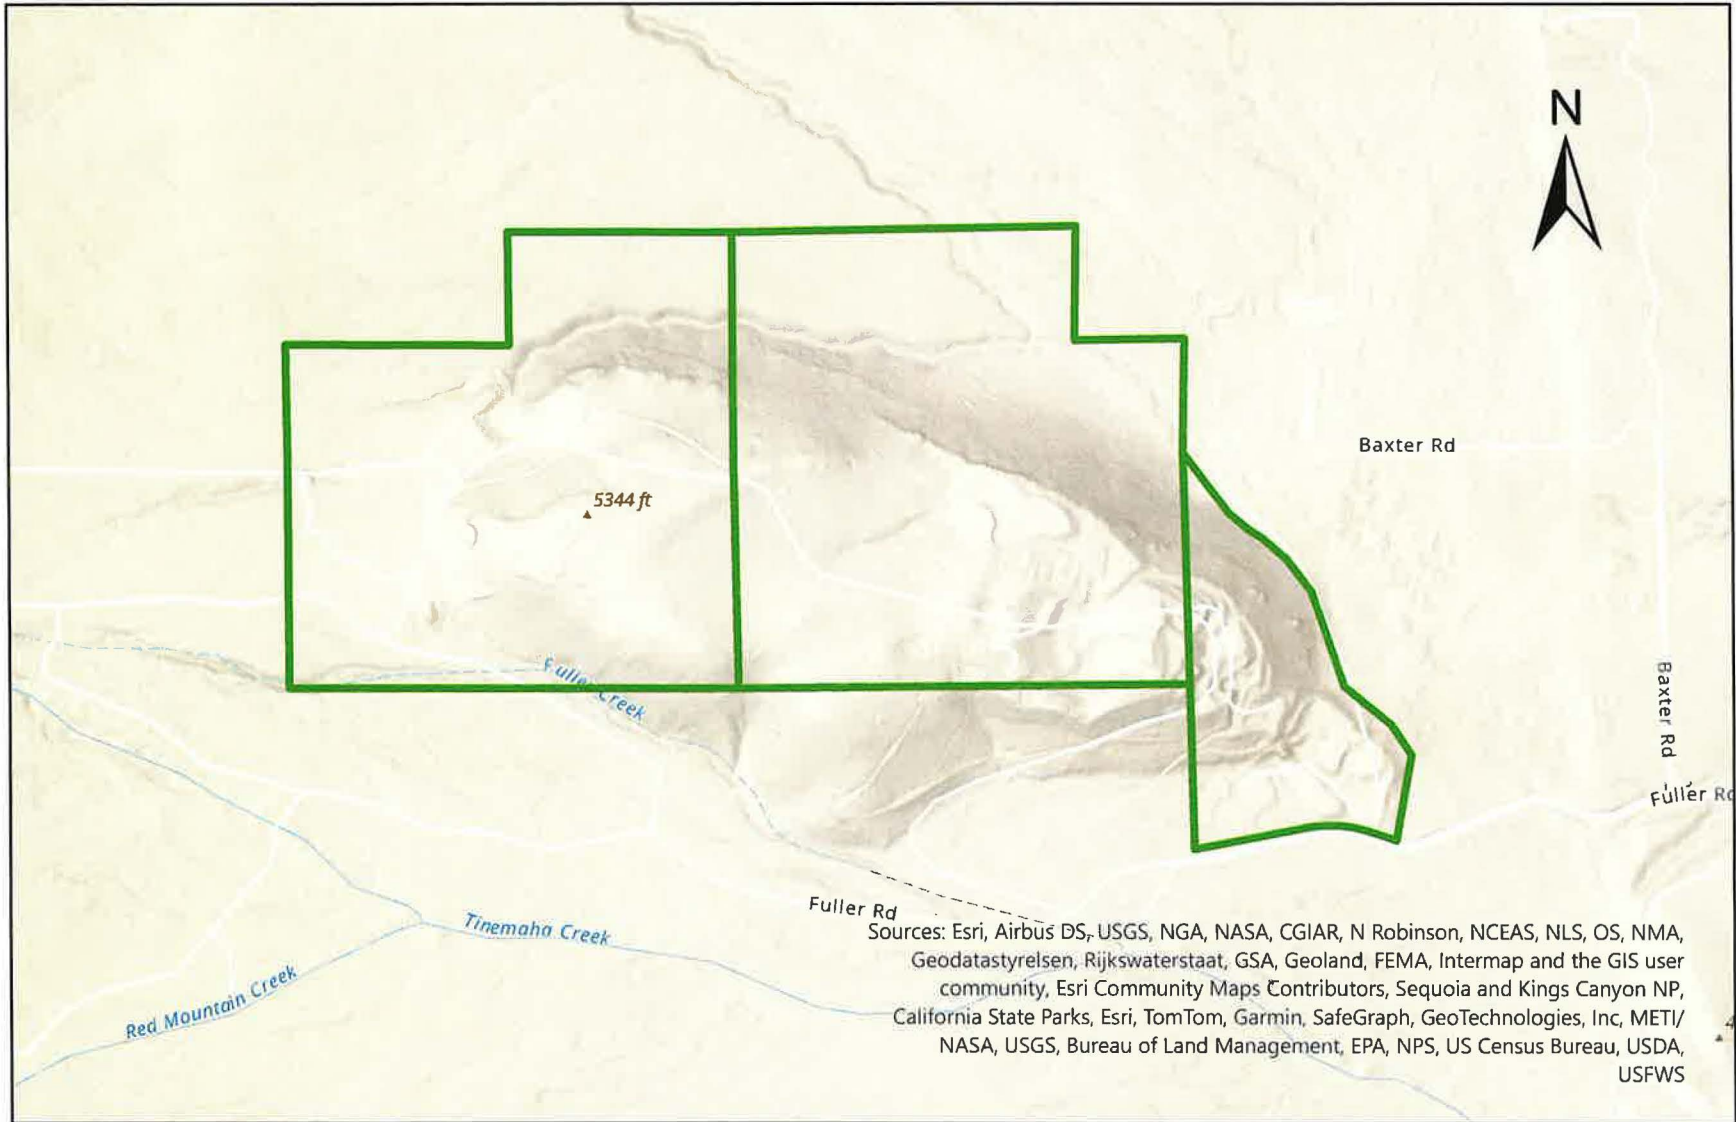 N
Baxter Rd
5344 ft
Fuller Creek
Baxter Rd
Fuller Rd
Fuller Rd
Tinemaha Creek
Red Mountain Creek
Sources: Esri, Airbus DS, USGS, NGA, NASA, CGIAR, N Robinson, NCEAS, NLS, OS, NMA,
Geodatastyrelsen, Rijkswaterstaat, GSA, Geoland, FEMA, Intermap and the GIS user
community, Esri Community Maps Contributors, Sequoia and Kings Canyon NP,
California State Parks, Esri, TomTom, Garmin, SafeGraph, GeoTechnologies, Inc, METI/
NASA, USGS, Bureau of Land Management, EPA, NPS, US Census Bureau, USDA,
USFWS
4